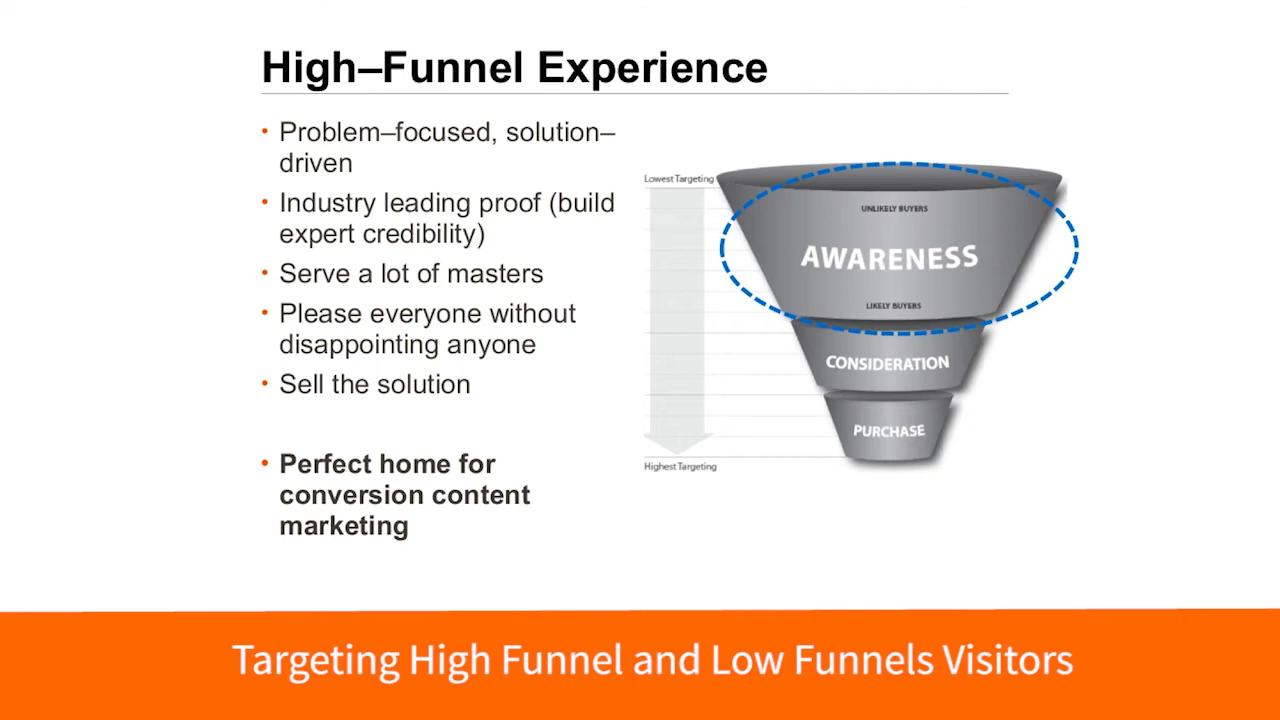 High–Funnel Experience
• Problem–focused, solution–
driven
• Industry leading proof (build
expert credibility)
• Serve a lot of masters
• Please everyone without
disappointing anyone
• Sell the solution
• Perfect home for
conversion content
marketing
Lowest Targeting
UNLIKELY BUYERS
AWARENESS
LIKELY BUYERS
CONSIDERATION
PURCHASE
Highest Targeting
Targeting High Funnel and Low Funnels Visitors